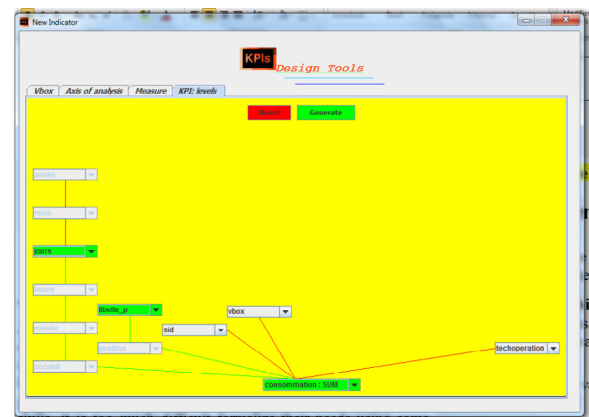 New Indicator
KPIs
Design Tools
Vbox Axis of analysis Measure KPI: levels
Reset Generate
annee
mois
jours
heure
libelle_p
vbox
minute
sid
position
techoperation
second
consommation : SUM